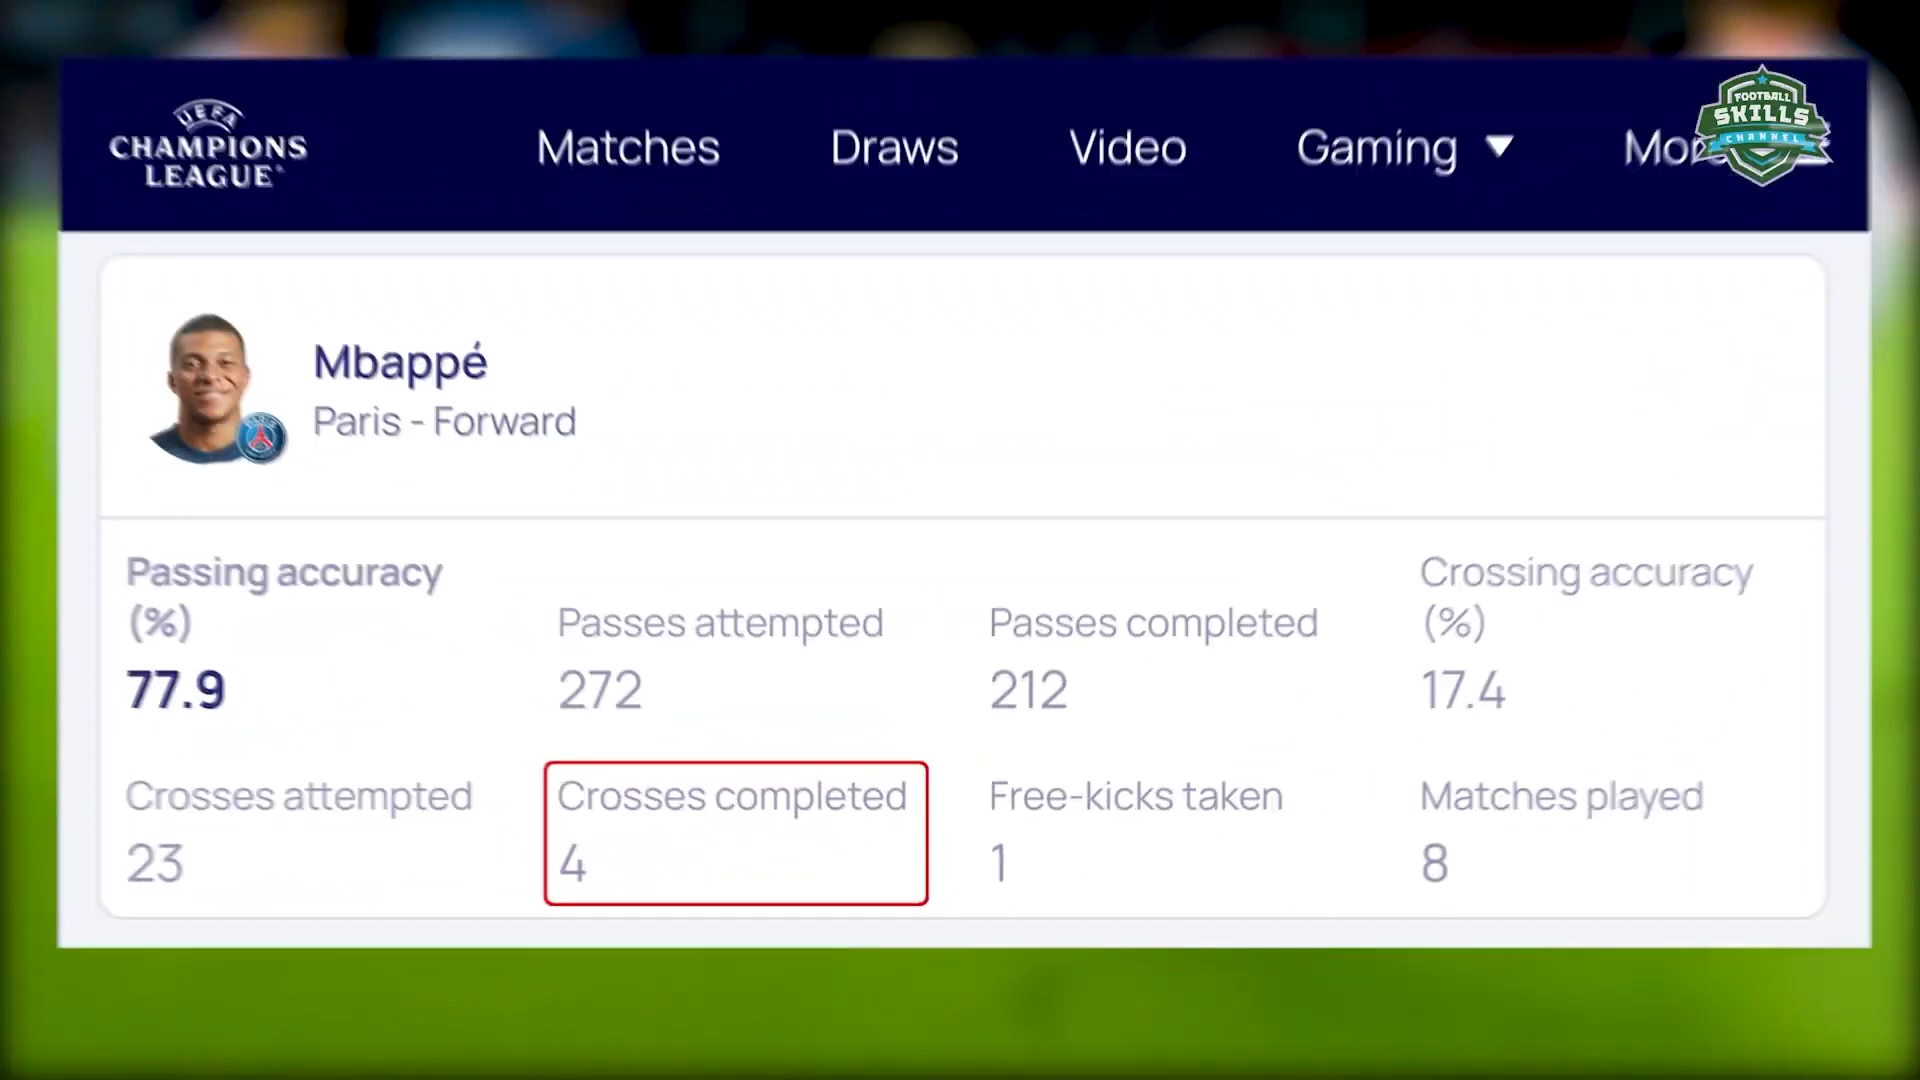 UEFA
CHAMPIONS
LEAGUE
Matches
Draws
Video
Gaming
FOOTBALL
SKILLS
CHANNEL
Mbappé
Paris - Forward
Passing accuracy
(%)
77.9
Passes attempted
272
Passes completed
212
Crossing accuracy
(%)
17.4
Crosses attempted
23
Crosses completed
4
Free-kicks taken
1
Matches played
8